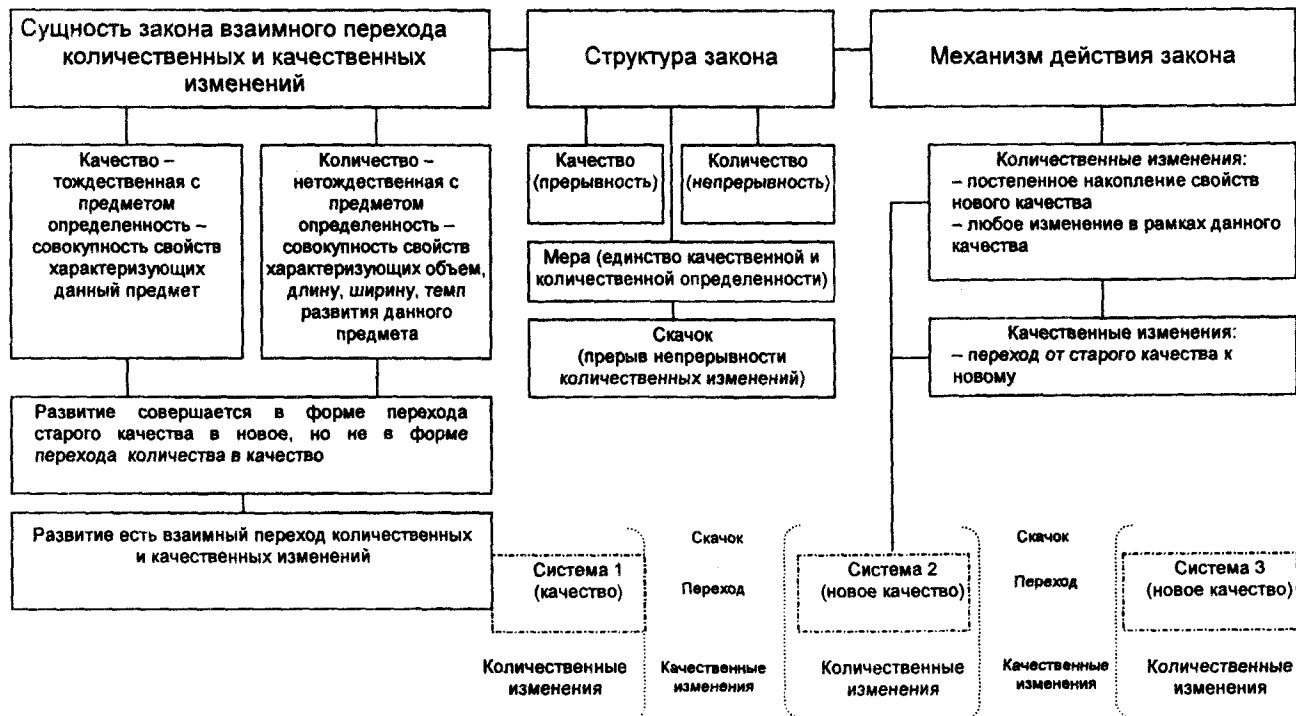 Сущность закона взаимного перехода
количественных и качественных
изменений
Структура закона
Механизм действия закона
Качество –
тождественная с
предметом
определенность –
совокупность свойств
характеризующих
данный предмет
Количество –
нетождественная с
предметом
определенность –
совокупность свойств
характеризующих объем,
длину, ширину, темп
развития данного
предмета
Развитие совершается в форме перехода
старого качества в новое, но не в форме
перехода количества в качество
Развитие есть взаимный переход количественных
и качественных изменений
Качество
(прерывность)
Количество
(непрерывность)
Мера (единство качественной и
количественной определенности)
Скачок
(прерыв непрерывности
количественных изменений)
Количественные изменения:
– постепенное накопление свойств
нового качества
– любое изменение в рамках данного
качества
Качественные изменения:
– переход от старого качества к
новому
Система 1
(качество)
Количественные
изменения
Скачок
Переход
Качественные
изменения
Система 2
(новое качество)
Количественные
изменения
Скачок
Переход
Качественные
изменения
Система 3
(новое качество)
Количественные
изменения